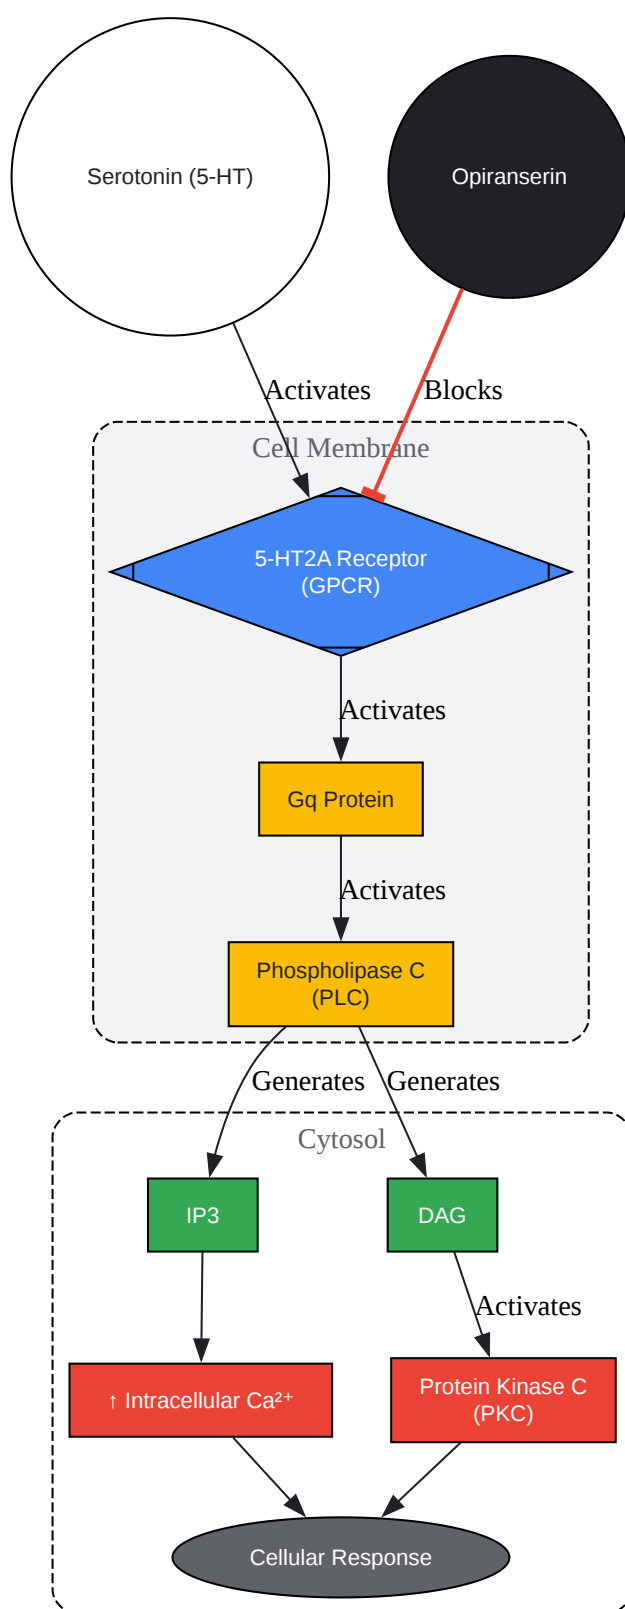 Serotonin (5-HT)
Opiranserin
Activates
Blocks
Cell Membrane
5-HT2A Receptor
(GPCR)
Activates
Gq Protein
Activates
Phospholipase C
(PLC)
Generates
Generates
Cytosol
IP3
DAG
Activates
↑ Intracellular Ca²⁺
Protein Kinase C
(PKC)
Cellular Response